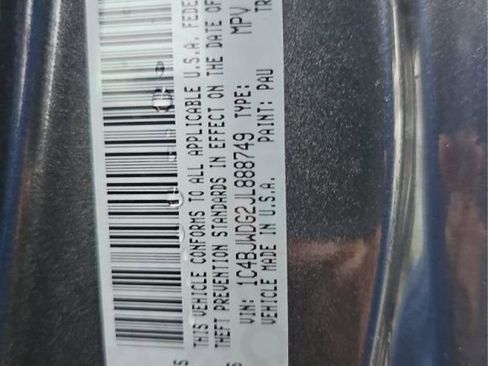 THIS VEHICLE CONFORMS TO ALL APPLICABLE U.S.A. FEDE
THEFT PREVENTION STANDARDS IN EFFECT ON THE DATE OF
VIN: 1C4BJWDG2JL888749 TYPE: MPV
VEHICLE MADE IN U.S.A. PAINT: PAU TR